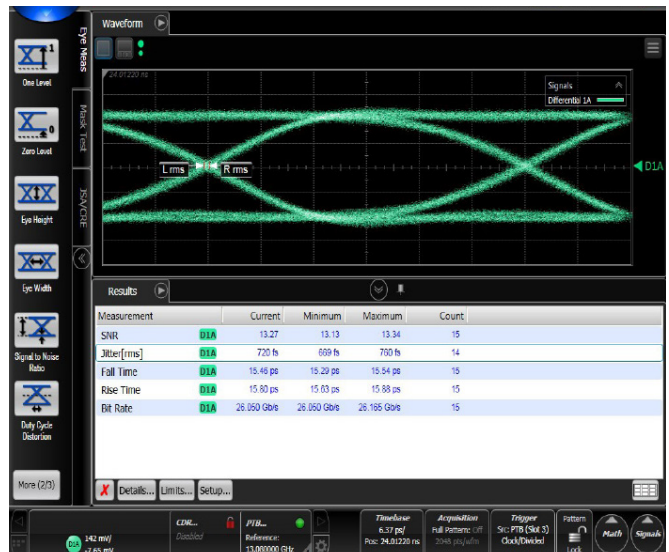 Waveform
Eye Meas
Mask Test
JSA/CRE
One Level
Zero Level
Eye Height
Eye Width
Signal to Noise
Ratio
Duty Cycle
Distortion
More (2/3)
24.01220 ns
Signals
Differential 1A
L rms
R rms
D1A
Results
Measurement Current Minimum Maximum Count
SNR D1A 13.27 13.13 13.34 15
Jitter[rms] D1A 720 fs 669 fs 760 fs 14
Fall Time D1A 15.46 ps 15.29 ps 15.54 ps 15
Rise Time D1A 15.80 ps 15.63 ps 15.88 ps 15
Bit Rate D1A 26.050 Gb/s 26.050 Gb/s 26.165 Gb/s 15
Details... Limits... Setup...
D1A 142 mV/
-7.65 mV
CDR...
Disabled
PTB...
Reference:
13.000000 GHz
Timebase
6.37 ps/
Pos: 24.01220 ns
Acquisition
Full Pattern: Off
2048 pts/wfm
Trigger
Src: PTB (Slot 3)
Clock/Divided
Pattern
Lock
Math
Signals